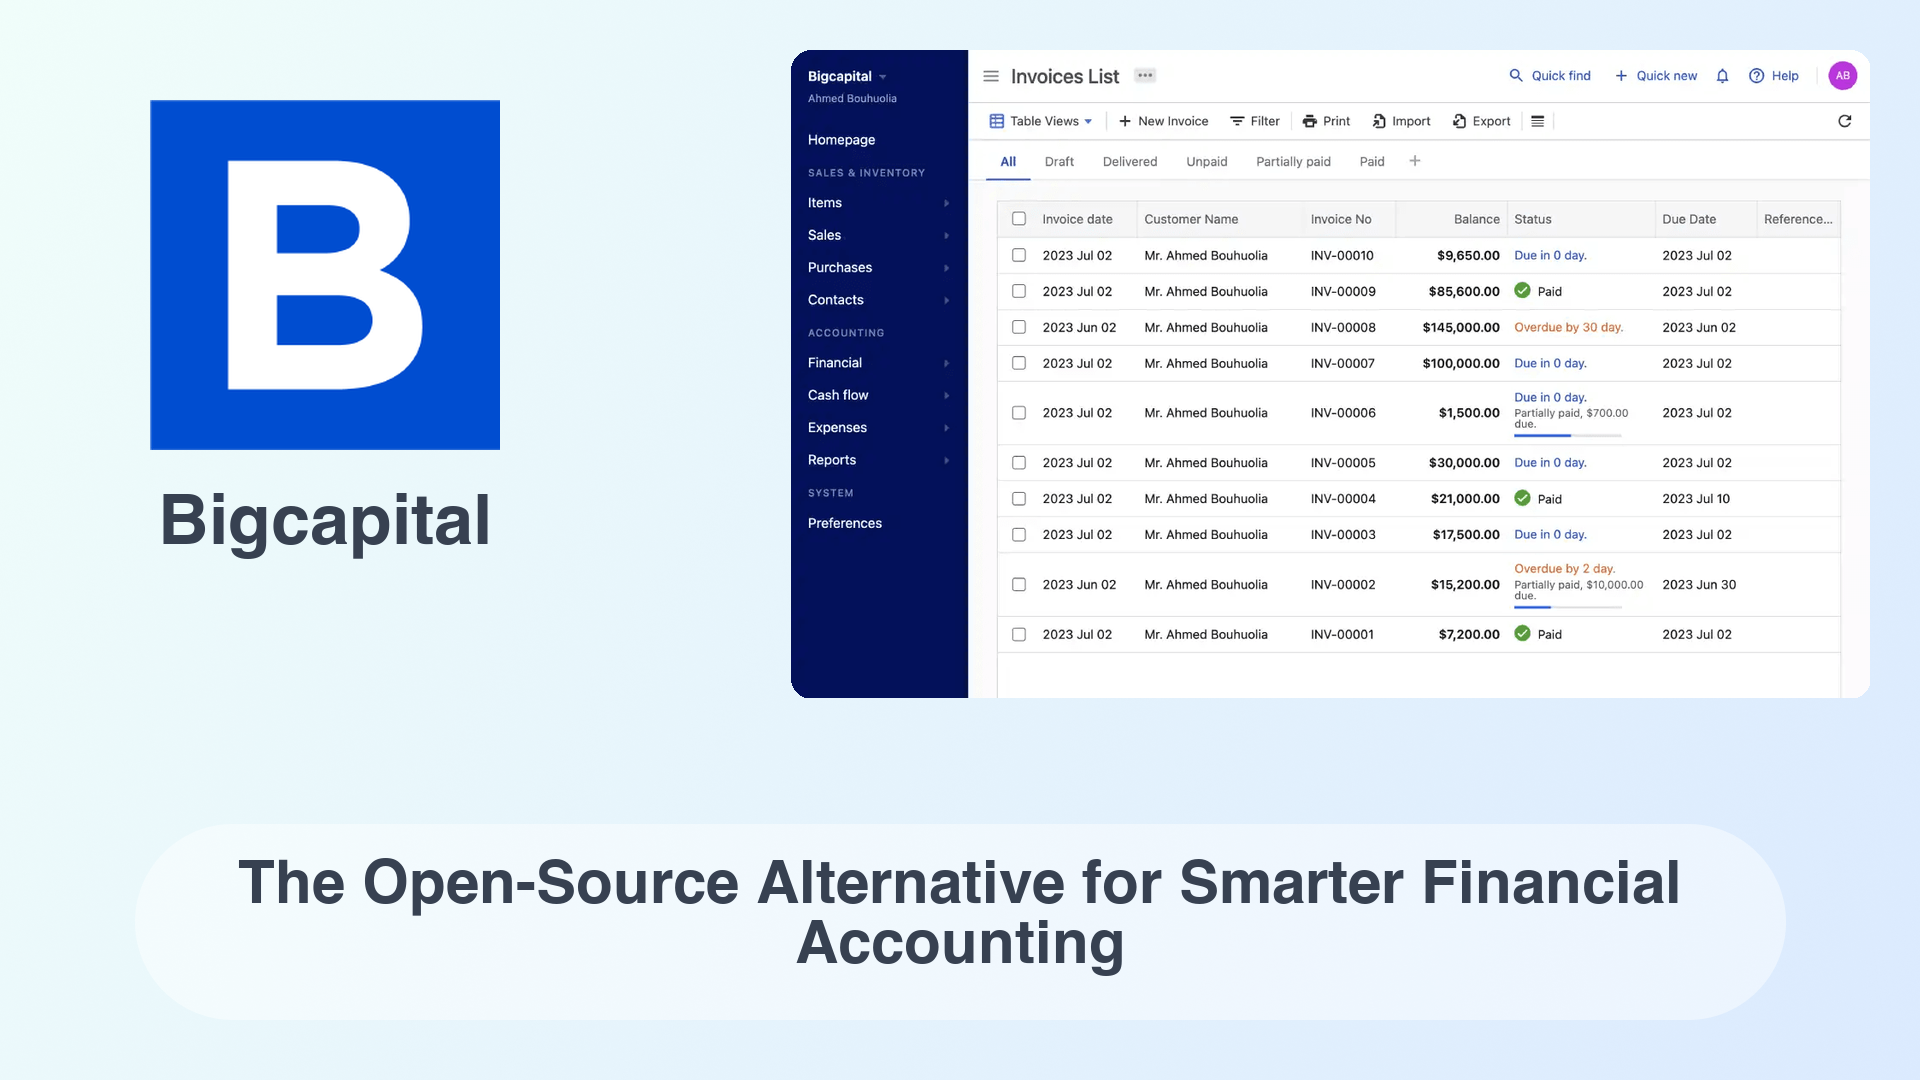 B
Bigcapital
Bigcapital
Ahmed Bouhuolia
Homepage
SALES & INVENTORY
Items
Sales
Purchases
Contacts
ACCOUNTING
Financial
Cash flow
Expenses
Reports
SYSTEM
Preferences
Invoices List
Quick find Quick new Help AB
Table Views New Invoice Filter Print Import Export
All Draft Delivered Unpaid Partially paid Paid +
Invoice date Customer Name Invoice No Balance Status Due Date Reference...
2023 Jul 02 Mr. Ahmed Bouhuolia INV-00010 $9,650.00 Due in 0 day. 2023 Jul 02
2023 Jul 02 Mr. Ahmed Bouhuolia INV-00009 $85,600.00 Paid 2023 Jul 02
2023 Jun 02 Mr. Ahmed Bouhuolia INV-00008 $145,000.00 Overdue by 30 day. 2023 Jun 02
2023 Jul 02 Mr. Ahmed Bouhuolia INV-00007 $100,000.00 Due in 0 day. 2023 Jul 02
2023 Jul 02 Mr. Ahmed Bouhuolia INV-00006 $1,500.00 Due in 0 day. 2023 Jul 02
Partially paid, $700.00
due.
2023 Jul 02 Mr. Ahmed Bouhuolia INV-00005 $30,000.00 Due in 0 day. 2023 Jul 02
2023 Jul 02 Mr. Ahmed Bouhuolia INV-00004 $21,000.00 Paid 2023 Jul 10
2023 Jul 02 Mr. Ahmed Bouhuolia INV-00003 $17,500.00 Due in 0 day. 2023 Jul 02
2023 Jun 02 Mr. Ahmed Bouhuolia INV-00002 $15,200.00 Overdue by 2 day. 2023 Jun 30
Partially paid, $10,000.00
due.
2023 Jul 02 Mr. Ahmed Bouhuolia INV-00001 $7,200.00 Paid 2023 Jul 02
The Open-Source Alternative for Smarter Financial
Accounting